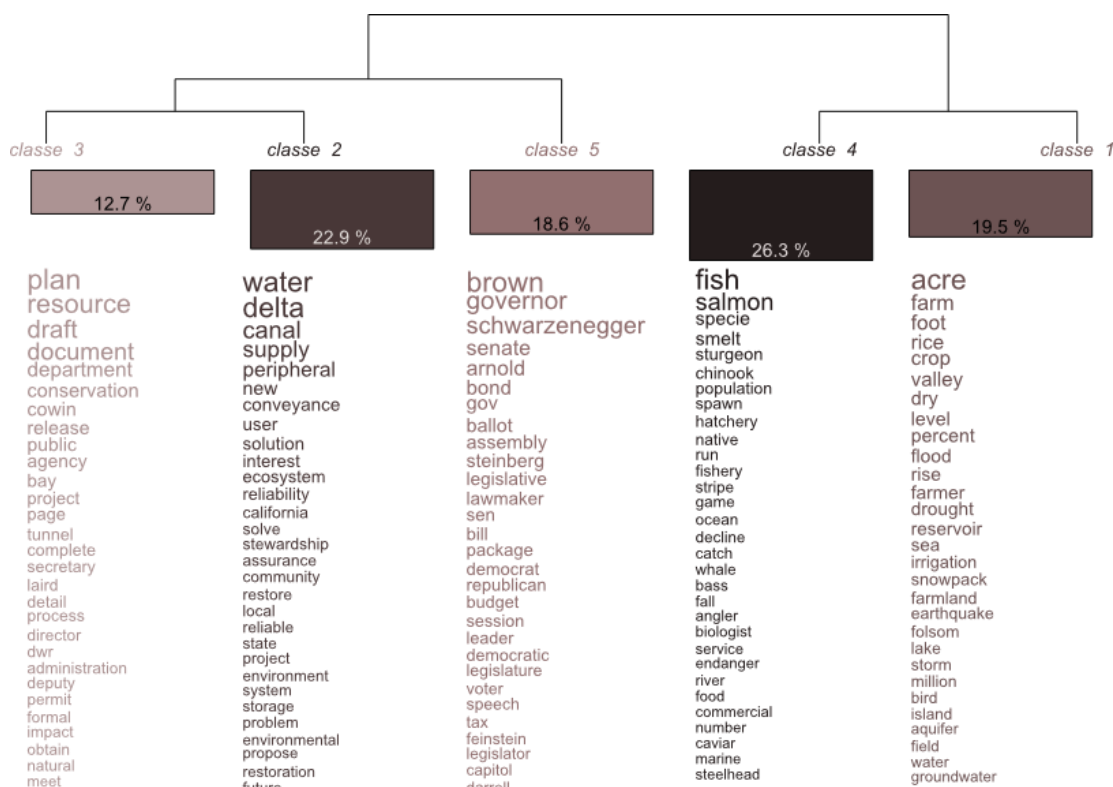 classe 3
classe 2
classe 5
classe 4
classe 1
12.7 %
22.9 %
18.6 %
26.3 %
19.5 %
plan
resource
draft
document
department
conservation
cowin
release
public
agency
bay
project
page
tunnel
complete
secretary
laird
detail
process
director
dwr
administration
deputy
permit
formal
impact
obtain
natural
meet
water
delta
canal
supply
peripheral
new
conveyance
user
solution
interest
ecosystem
reliability
california
solve
stewardship
assurance
community
restore
local
reliable
state
project
environment
system
storage
problem
environmental
propose
restoration
future
brown
governor
schwarzenegger
senate
arnold
bond
gov
ballot
assembly
steinberg
legislative
lawmaker
sen
bill
package
democrat
republican
budget
session
leader
democratic
legislature
voter
speech
tax
feinstein
legislator
capitol
darrell
fish
salmon
specie
smelt
sturgeon
chinook
population
spawn
hatchery
native
run
fishery
stripe
game
ocean
decline
catch
whale
bass
fall
angler
biologist
service
endanger
river
food
commercial
number
caviar
marine
steelhead
acre
farm
foot
rice
crop
valley
dry
level
percent
flood
rise
farmer
drought
reservoir
sea
irrigation
snowpack
farmland
earthquake
folsom
lake
storm
million
bird
island
aquifer
field
water
groundwater